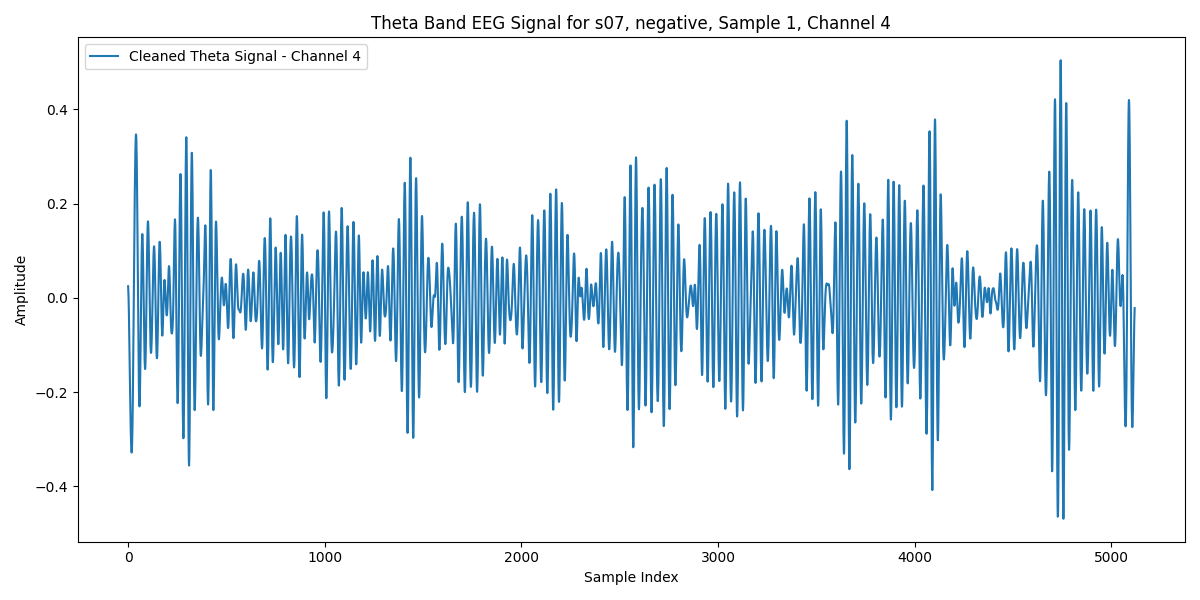 Theta Band EEG Signal for s07, negative, Sample 1, Channel 4
Cleaned Theta Signal - Channel 4
0.4
0.2
0.0
−0.2
−0.4
Amplitude
0 1000 2000 3000 4000 5000
Sample Index